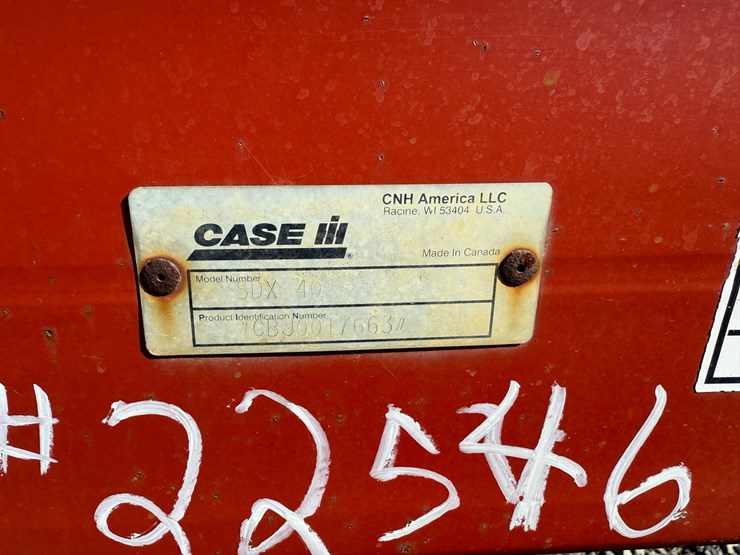 CNH America LLC
Racine, WI 53404 U.S.A.
CASE IH
®
Made In Canada
Model Number
SDX 40
Product Identification Number
*CBJ0017663*
#22546